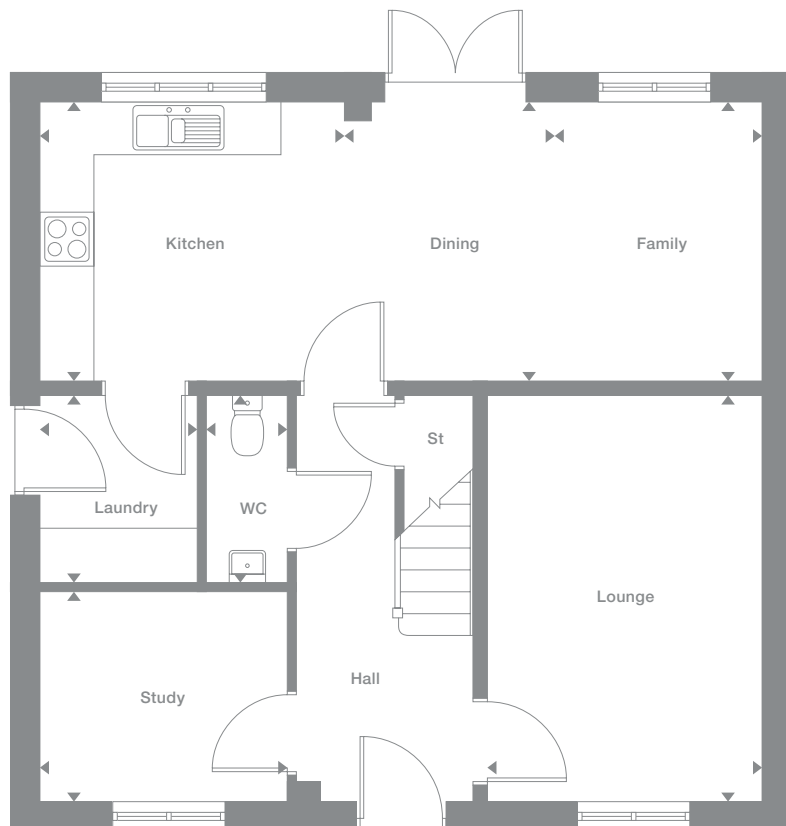 Kitchen
Dining
Family
St
Laundry
WC
Lounge
Hall
Study